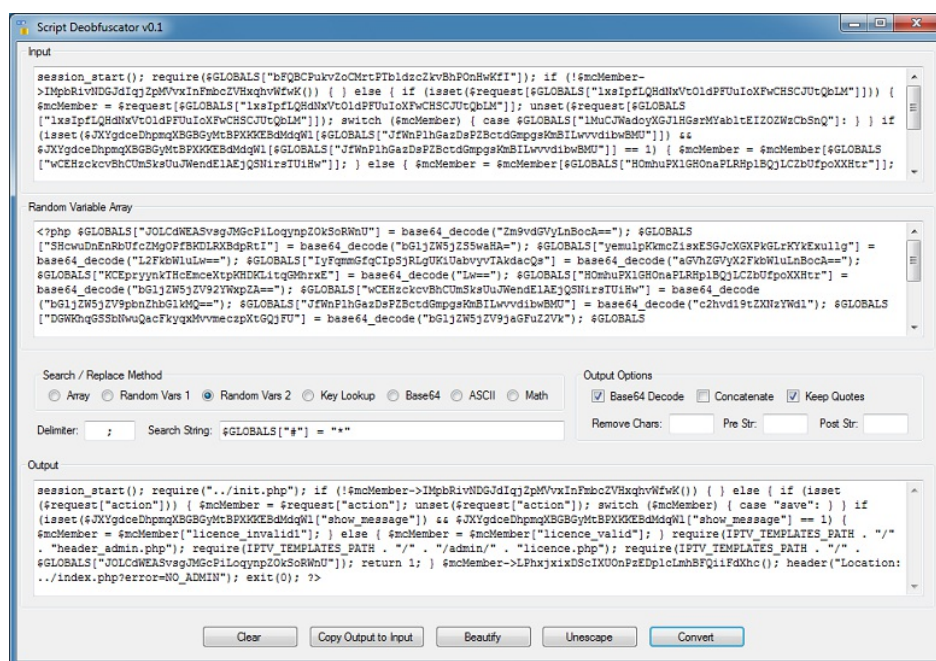 Script Deobfuscator v0.1
Input
session_start(); require($GLOBALS["bFQBCPukvZoCMrtPTbldzcZkvBhPOnHwKfI"]); if (!$mcMember-
>IMpbRivNDGJdIqjZpMVvxInFmbcZVHxqhvWfwK()) { } else { if (isset($request[$GLOBALS["lxsIpfLQHdNxVtOldPFUuIoXFwCHSCJUtQbLM"]])) {
$mcMember = $request[$GLOBALS["lxsIpfLQHdNxVtOldPFUuIoXFwCHSCJUtQbLM"]]; unset($request[$GLOBALS
["lxsIpfLQHdNxVtOldPFUuIoXFwCHSCJUtQbLM"]]); switch ($mcMember) { case $GLOBALS["lMuCJWadoyXGJlHGsrMYabltEIZOZWzCbSnQ"]: } } if
(isset($JXYgdceDhpmqXBGBGyMtBPXKKEBdMdqWl[$GLOBALS["JfWnPlhGazDsPZBctdGmpgsKmBILwvvdibwBMU"]]) &&
$JXYgdceDhpmqXBGBGyMtBPXKKEBdMdqWl[$GLOBALS["JfWnPlhGazDsPZBctdGmpgsKmBILwvvdibwBMU"]] == 1) { $mcMember = $mcMember[$GLOBALS
["wCEHzckcvBhCUmSksUuJWendElAEjQSNirsTUiHw"]]; } else { $mcMember = $mcMember[$GLOBALS["HOmhuPXlGHOnaPLRHplBQjLCZbUfpoXXHtr"]];
Random Variable Array
<?php $GLOBALS["JOLCdWEASvsgJMGcPiLoqynpZOkSoRWnU"] = base64_decode("Zm9vdGVyLnBocA=="); $GLOBALS
["SHcwuDnEnRbUfcZMgOPfBKDLRXBdpRtI"] = base64_decode("bGljZW5jZS5waHA="); $GLOBALS["yemulpKkmcZisxESGJcXGXPkGLrKYkExullg"] =
base64_decode("L2FkbWluLw=="); $GLOBALS["IyFqmmGfqCIpSjRLgUKiUabvyvTAkdacQs"] = base64_decode("aGVhZGVyX2FkbWluLnBocA==");
$GLOBALS["KCEpryynkTHcEmceXtpKHDKLitqGMhrxE"] = base64_decode("Lw=="); $GLOBALS["HOmhuPXlGHOnaPLRHplBQjLCZbUfpoXXHtr"] =
base64_decode("bGljZW5jZV92YWxpZA=="); $GLOBALS["wCEHzckcvBhCUmSksUuJWendElAEjQSNirsTUiHw"] = base64_decode
("bGljZW5jZV9pbnZhbGlkMQ=="); $GLOBALS["JfWnPlhGazDsPZBctdGmpgsKmBILwvvdibwBMU"] = base64_decode("c2hvd19tZXNzYWdl"); $GLOBALS
["DGWKhqGSSbNwuQacFkyqxMvvmeczpXtGQjFU"] = base64_decode("bGljZW5jZV9jaGFuZ2Vk"); $GLOBALS
Search / Replace Method
Array Random Vars 1 Random Vars 2 Key Lookup Base64 ASCII Math
Delimiter: ; Search String: $GLOBALS["#"] = "*"
Output Options
Base64 Decode Concatenate Keep Quotes
Remove Chars: Pre Str: Post Str:
Output
session_start(); require("../init.php"); if (!$mcMember->IMpbRivNDGJdIqjZpMVvxInFmbcZVHxqhvWfwK()) { } else { if (isset
($request["action"])) { $mcMember = $request["action"]; unset($request["action"]); switch ($mcMember) { case "save": } } if
(isset($JXYgdceDhpmqXBGBGyMtBPXKKEBdMdqWl["show_message"]) && $JXYgdceDhpmqXBGBGyMtBPXKKEBdMdqWl["show_message"] == 1) {
$mcMember = $mcMember["licence_invalid1"]; } else { $mcMember = $mcMember["licence_valid"]; } require(IPTV_TEMPLATES_PATH . "/"
. "header_admin.php"); require(IPTV_TEMPLATES_PATH . "/" . "/admin/" . "licence.php"); require(IPTV_TEMPLATES_PATH . "/" .
$GLOBALS["JOLCdWEASvsgJMGcPiLoqynpZOkSoRWnU"]); return 1; } $mcMember->LPhxjxixDScIXUOnPzEDplcLmhBFQiiFdXhc(); header("Location:
../index.php?error=NO_ADMIN"); exit(0); ?>
Clear Copy Output to Input Beautify Unescape Convert